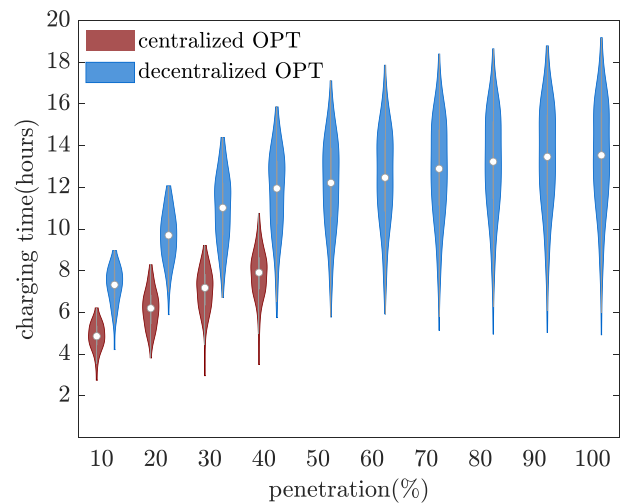 centralized OPT
decentralized OPT
charging time(hours)
20
18
16
14
12
10
8
6
4
2
10 20 30 40 50 60 70 80 90 100
penetration(%)